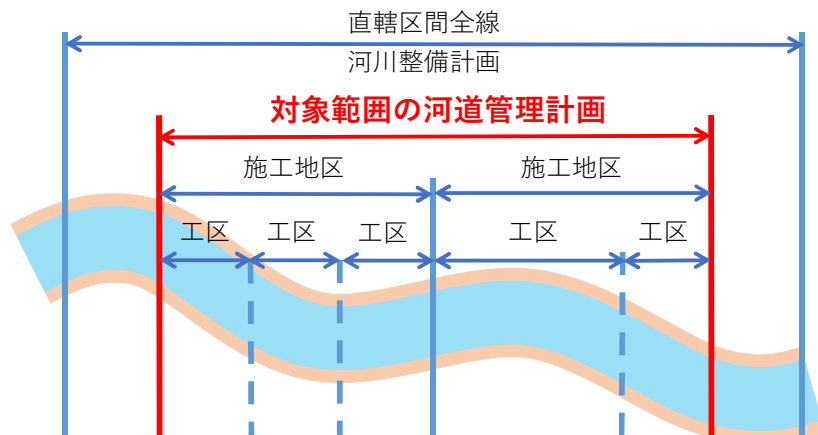 直轄区間全線
河川整備計画
対象範囲の河道管理計画
施工地区 施工地区
工区 工区 工区 工区 工区